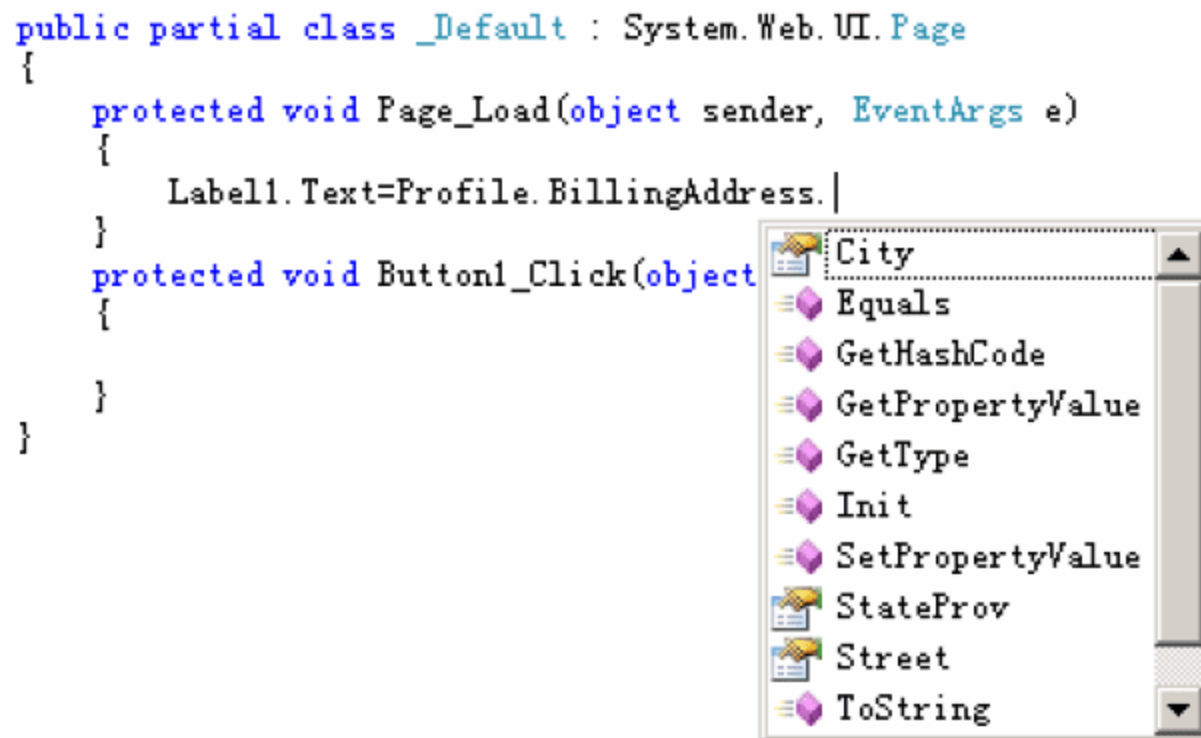 public partial class _Default : System.Web.UI.Page
{
protected void Page_Load(object sender, EventArgs e)
{
Label1.Text=Profile.BillingAddress.
}
protected void Button1_Click(object
{
}
}
City
Equals
GetHashCode
GetPropertyValue
GetType
Init
SetPropertyValue
StateProv
Street
ToString